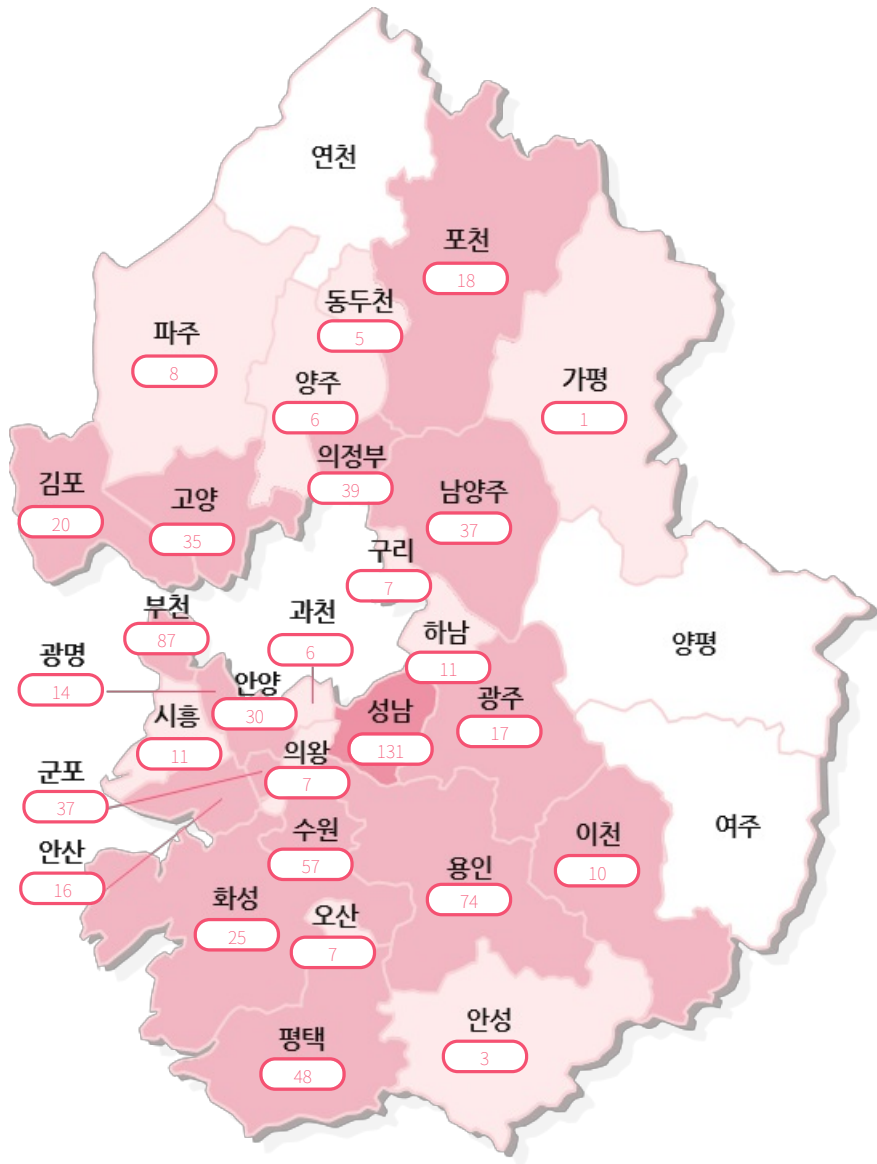 연천
포천
18
동두천
5
파주
8
양주
6
가평
1
의정부
39
김포
20
고양
35
남양주
37
구리
7
부천
87
과천
6
하남
11
양평
광명
14
안양
30
시흥
11
성남
131
광주
17
의왕
7
군포
37
수원
57
이천
10
여주
안산
16
용인
74
화성
25
오산
7
안성
3
평택
48